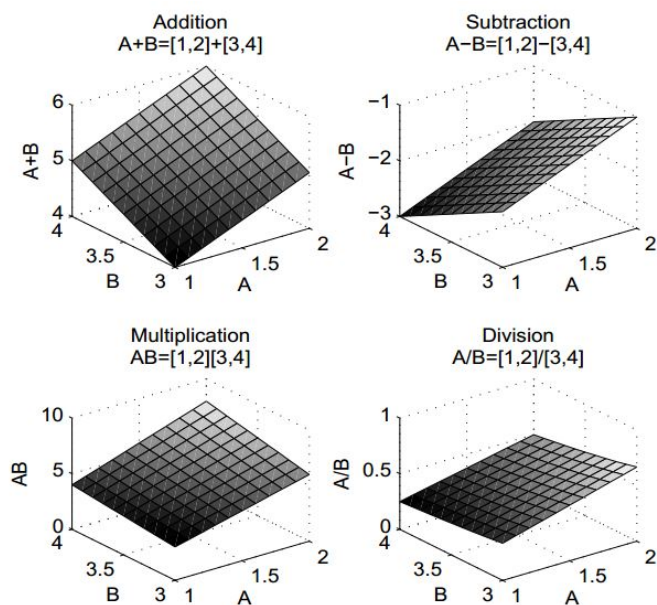 Addition
A+B=[1,2]+[3,4]
6
5
4
A+B
4
3.5
3
B
1
1.5
2
A
Subtraction
A−B=[1,2]−[3,4]
−1
−2
−3
A−B
4
3.5
3
B
1
1.5
2
A
Multiplication
AB=[1,2][3,4]
10
5
0
AB
4
3.5
3
B
1
1.5
2
A
Division
A/B=[1,2]/[3,4]
1
0.5
0
A/B
4
3.5
3
B
1
1.5
2
A